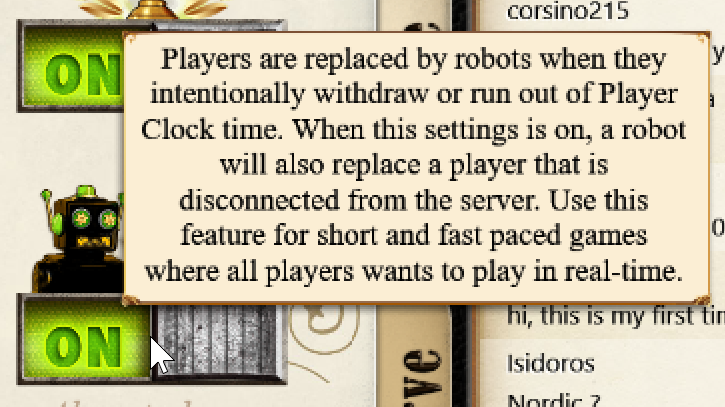 corsino215
ON
Players are replaced by robots when they
intentionally withdraw or run out of Player
Clock time. When this settings is on, a robot
will also replace a player that is
disconnected from the server. Use this
feature for short and fast paced games
where all players wants to play in real-time.
hi, this is my first
ON
Isidoros
Nordic ?